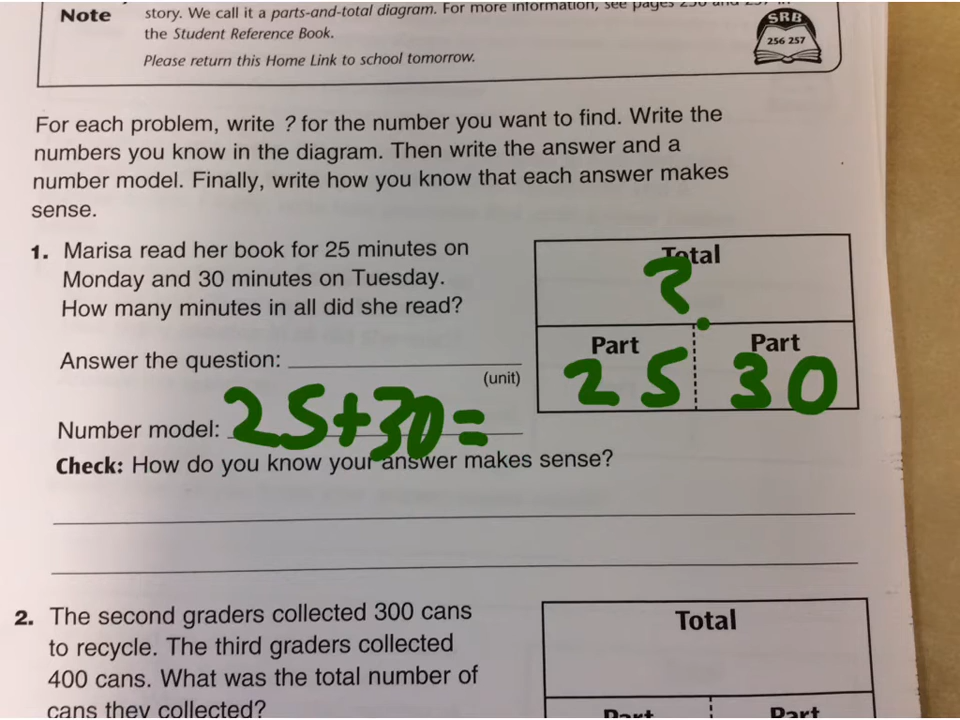 Note
story. We call it a parts-and-total diagram. For more information, see pages 256 and 257 in
the Student Reference Book.
Please return this Home Link to school tomorrow.
SRB
256 257
For each problem, write ? for the number you want to find. Write the
numbers you know in the diagram. Then write the answer and a
number model. Finally, write how you know that each answer makes
sense.
1. Marisa read her book for 25 minutes on
Monday and 30 minutes on Tuesday.
How many minutes in all did she read?
Total
?
Part
Part
25
30
Answer the question:
(unit)
Number model: 25+30=
Check: How do you know your answer makes sense?
2. The second graders collected 300 cans
to recycle. The third graders collected
400 cans. What was the total number of
cans they collected?
Total
Part
Part